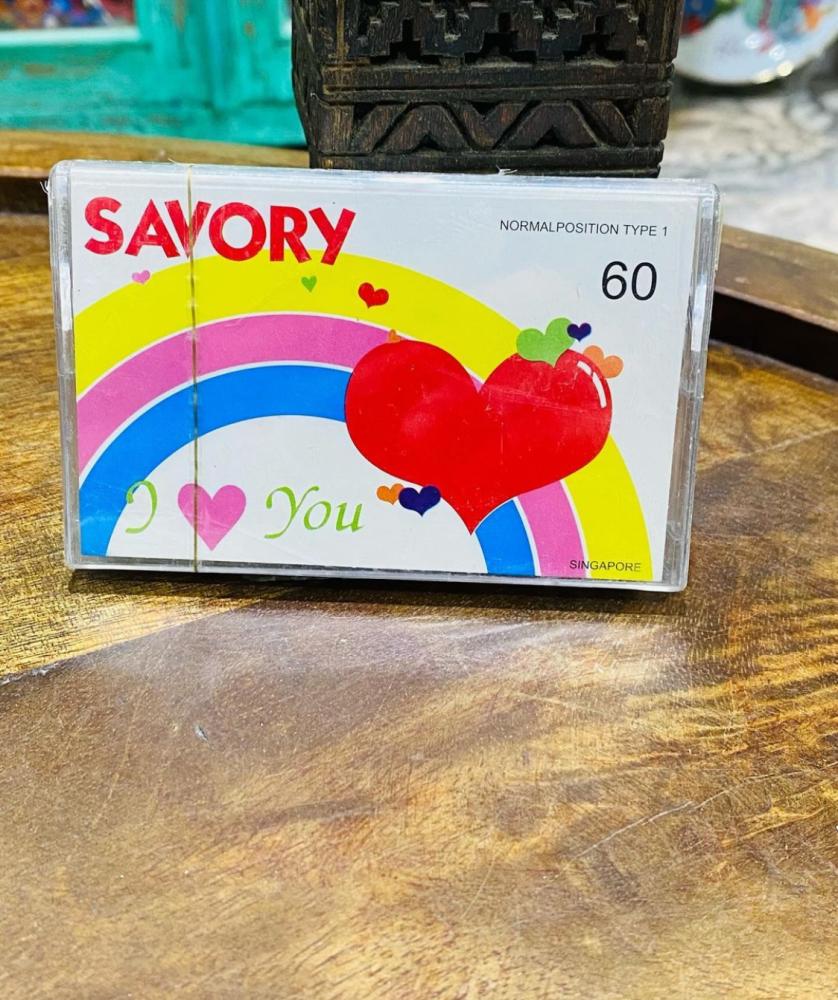 SAVORY
NORMALPOSITION TYPE 1
60
I ♥ You
SINGAPORE